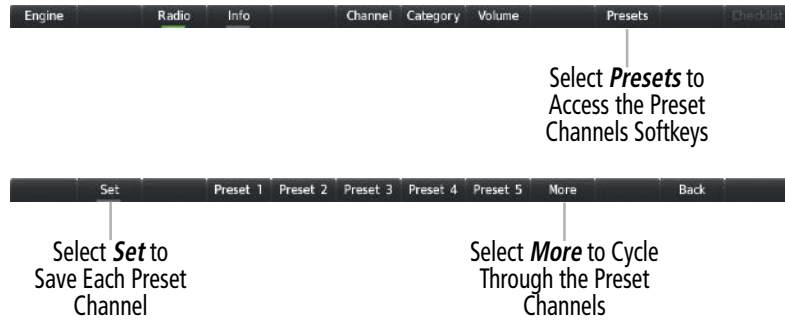 Engine Radio Info Channel Category Volume Presets Checklist
Select Presets to
Access the Preset
Channels Softkeys
Set Preset 1 Preset 2 Preset 3 Preset 4 Preset 5 More Back
Select Set to
Save Each Preset
Channel
Select More to Cycle
Through the Preset
Channels